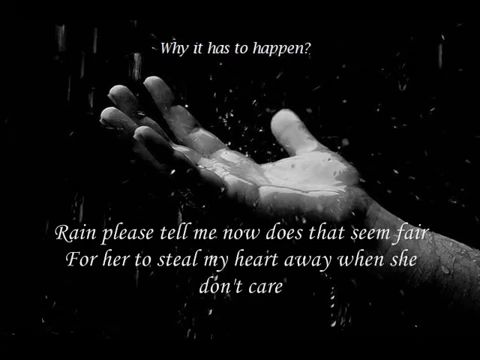 Why it has to happen?
Rain please tell me now does that seem fair
For her to steal my heart away when she
don't care